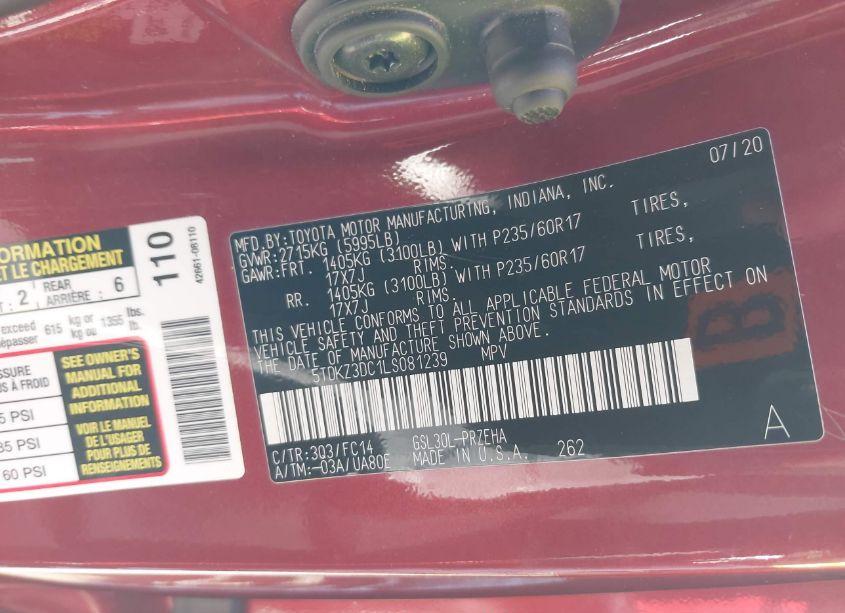 07/20
MFD.BY:TOYOTA MOTOR MANUFACTURING, INDIANA, INC.
GVWR:2715KG (5995LB)
GAWR:FRT. 1405KG (3100LB) WITH P235/60R17 TIRES,
17X7J RIMS.
RR. 1405KG (3100LB) WITH P235/60R17 TIRES,
17X7J RIMS.
THIS VEHICLE CONFORMS TO ALL APPLICABLE FEDERAL MOTOR
VEHICLE SAFETY AND THEFT PREVENTION STANDARDS IN EFFECT ON
THE DATE OF MANUFACTURE SHOWN ABOVE.
5TDKZ3DC1LS081239 MPV
C/TR:3Q3/FC14 GSL30L-PRZEHA
A/TM:-03A/UA80E MADE IN U.S.A. 262
A
B
ET LE CHARGEMENT
: 2 REAR
ARRIÈRE : 6
exceed 615 kg or 1355 lbs.
kg ou lb.
110
42661-08110
À FROID
5 PSI
35 PSI
60 PSI
SEE OWNER'S
MANUAL FOR
ADDITIONAL
INFORMATION
VOIR LE MANUEL
DE L'USAGER
POUR PLUS DE
RENSEIGNEMENTS